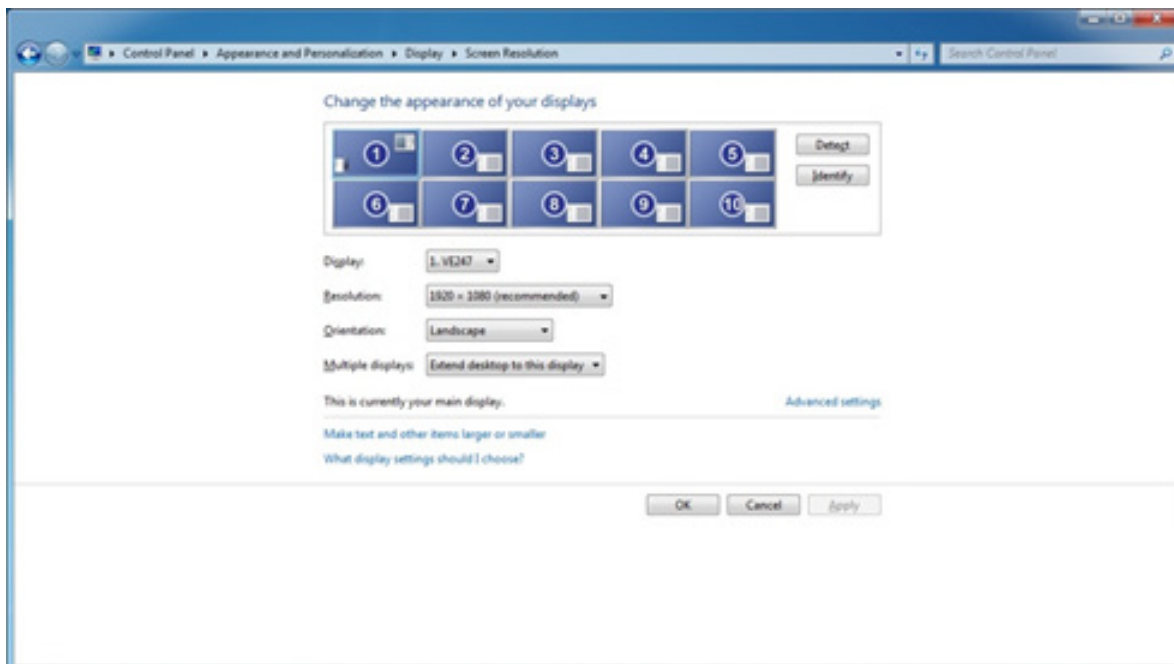 Control Panel ▸ Appearance and Personalization ▸ Display ▸ Screen Resolution
Search Control Panel
Change the appearance of your displays
1 2 3 4 5
Detect
6 7 8 9 10
Identify
Display: 1. VE247
Resolution: 1920 × 1080 (recommended)
Orientation: Landscape
Multiple displays: Extend desktop to this display
This is currently your main display. Advanced settings
Make text and other items larger or smaller
What display settings should I choose?
OK Cancel Apply